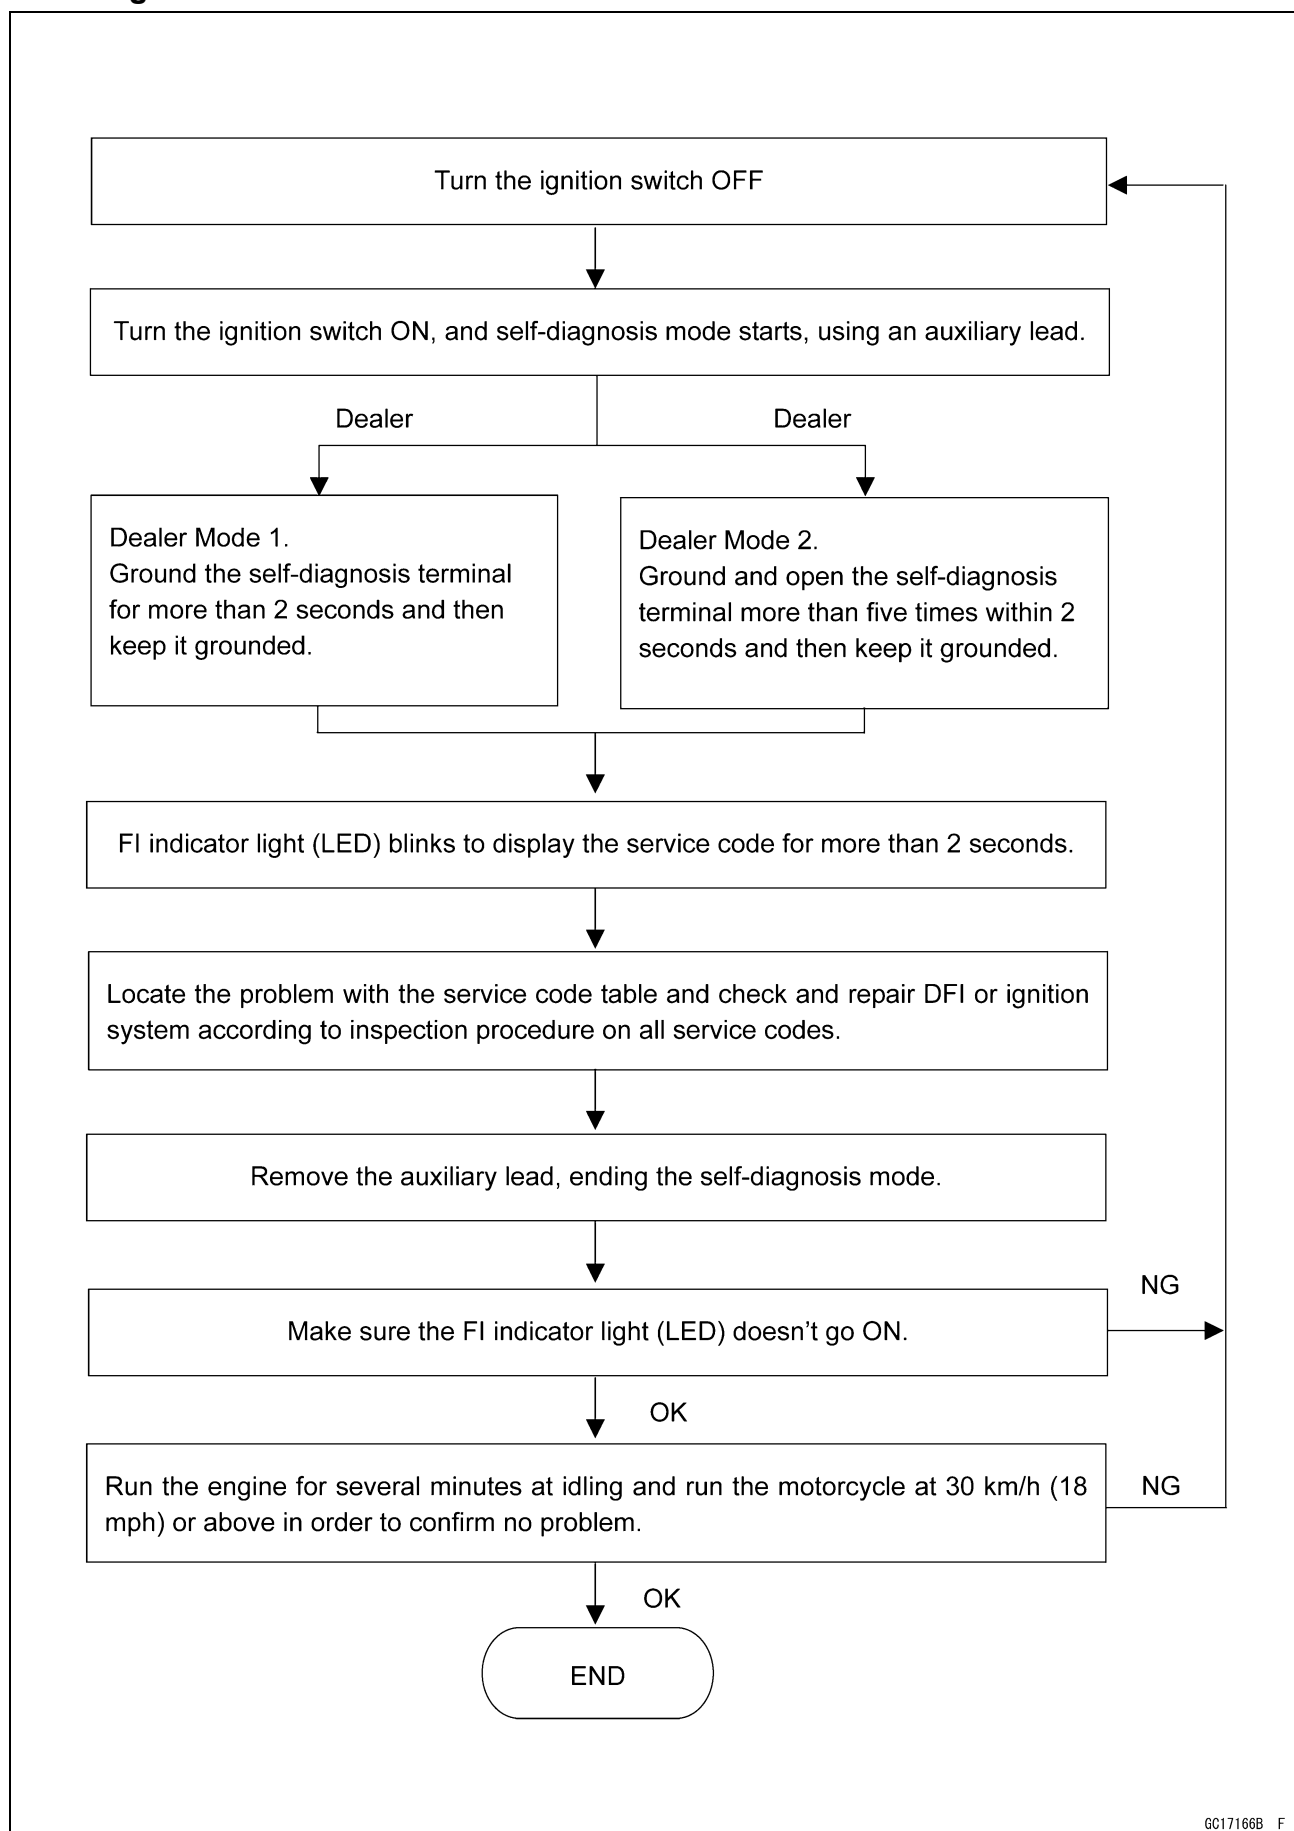 Turn the ignition switch OFF
Turn the ignition switch ON, and self-diagnosis mode starts, using an auxiliary lead.
Dealer
Dealer
Dealer Mode 1.
Ground the self-diagnosis terminal
for more than 2 seconds and then
keep it grounded.
Dealer Mode 2.
Ground and open the self-diagnosis
terminal more than five times within 2
seconds and then keep it grounded.
FI indicator light (LED) blinks to display the service code for more than 2 seconds.
Locate the problem with the service code table and check and repair DFI or ignition
system according to inspection procedure on all service codes.
Remove the auxiliary lead, ending the self-diagnosis mode.
NG
Make sure the FI indicator light (LED) doesn’t go ON.
OK
Run the engine for several minutes at idling and run the motorcycle at 30 km/h (18
mph) or above in order to confirm no problem.
NG
OK
END
GC17166B F